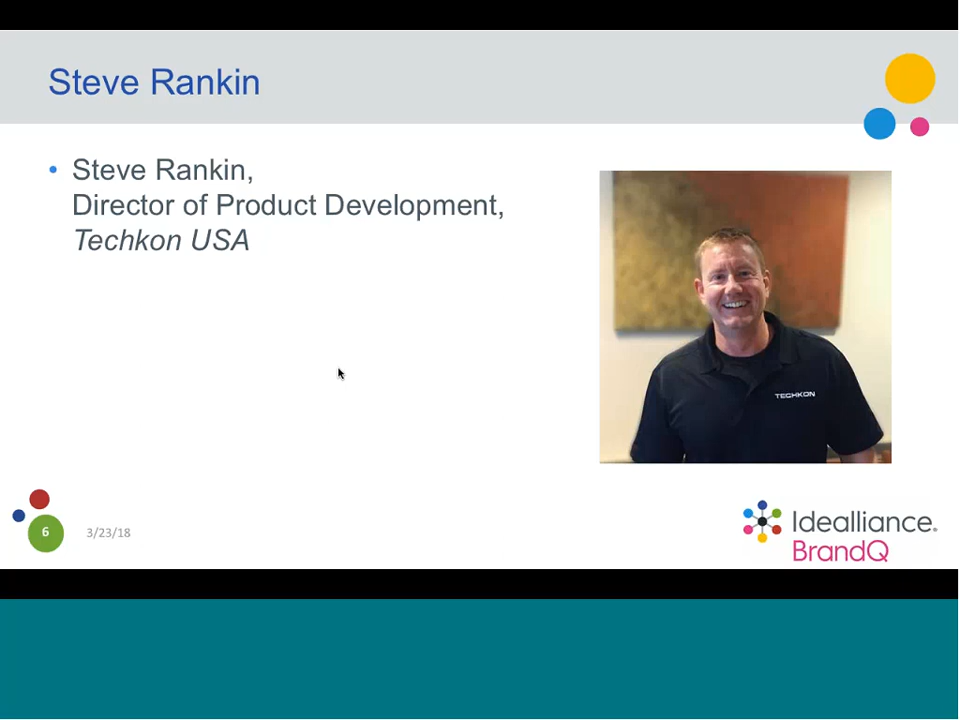 Steve Rankin
• Steve Rankin,
Director of Product Development,
Techkon USA
TECHKON
6
3/23/18
Idealliance®
BrandQ